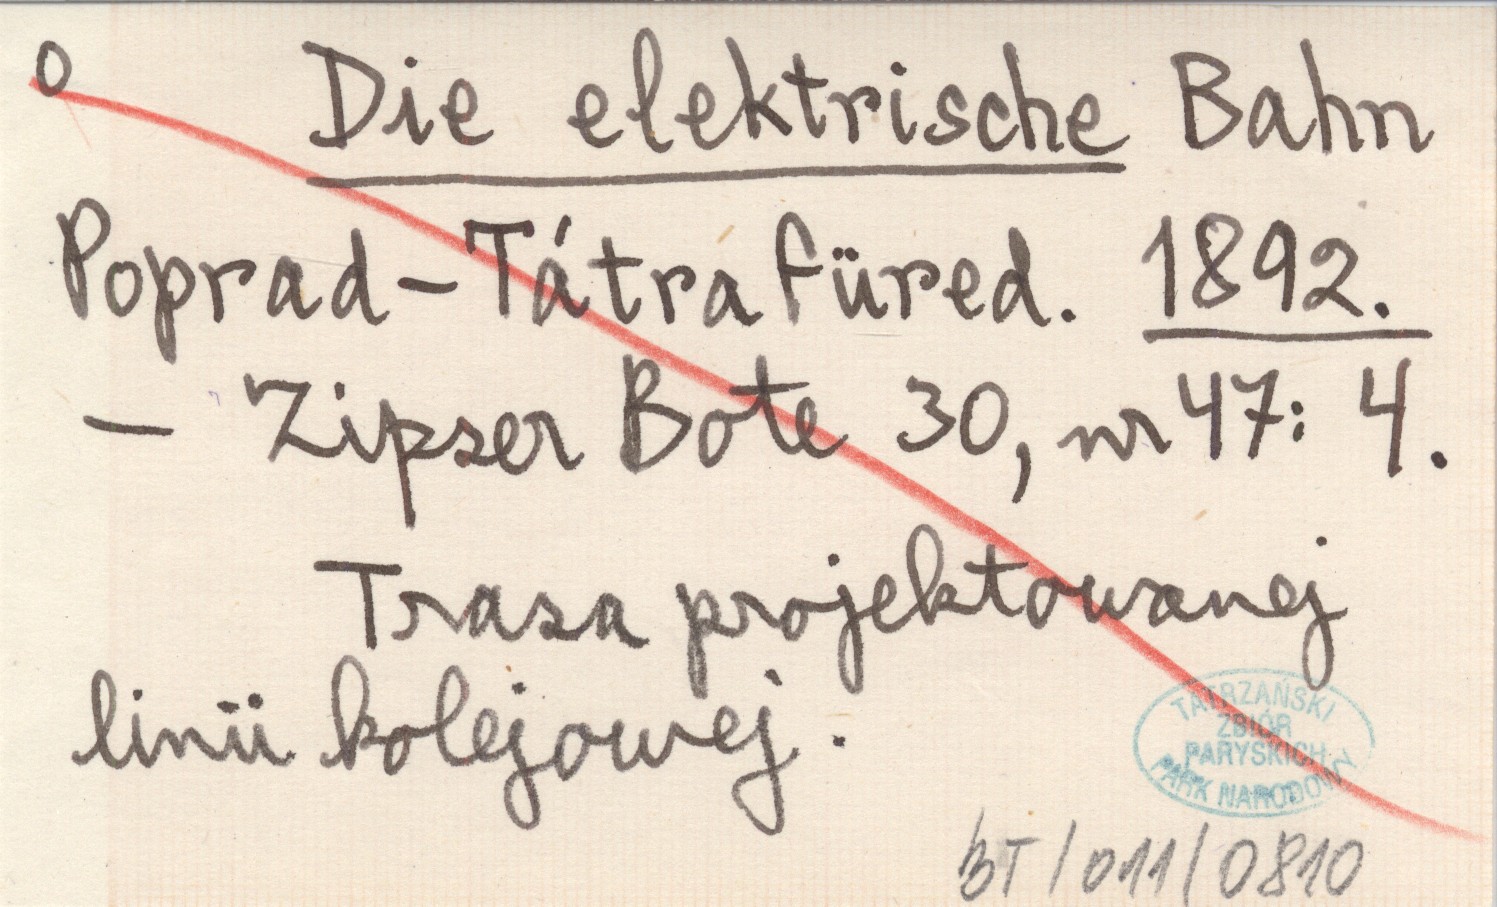 0 Die elektrische Bahn
Poprad-Tátrafüred. 1892.
- Zipser Bote 30, nr 47: 4.
Trasa projektowanej
linii kolejowej.
TATRZAŃSKI
ZBIÓR
PARYSKICH
PARK NARODOWY
BT/011/0810